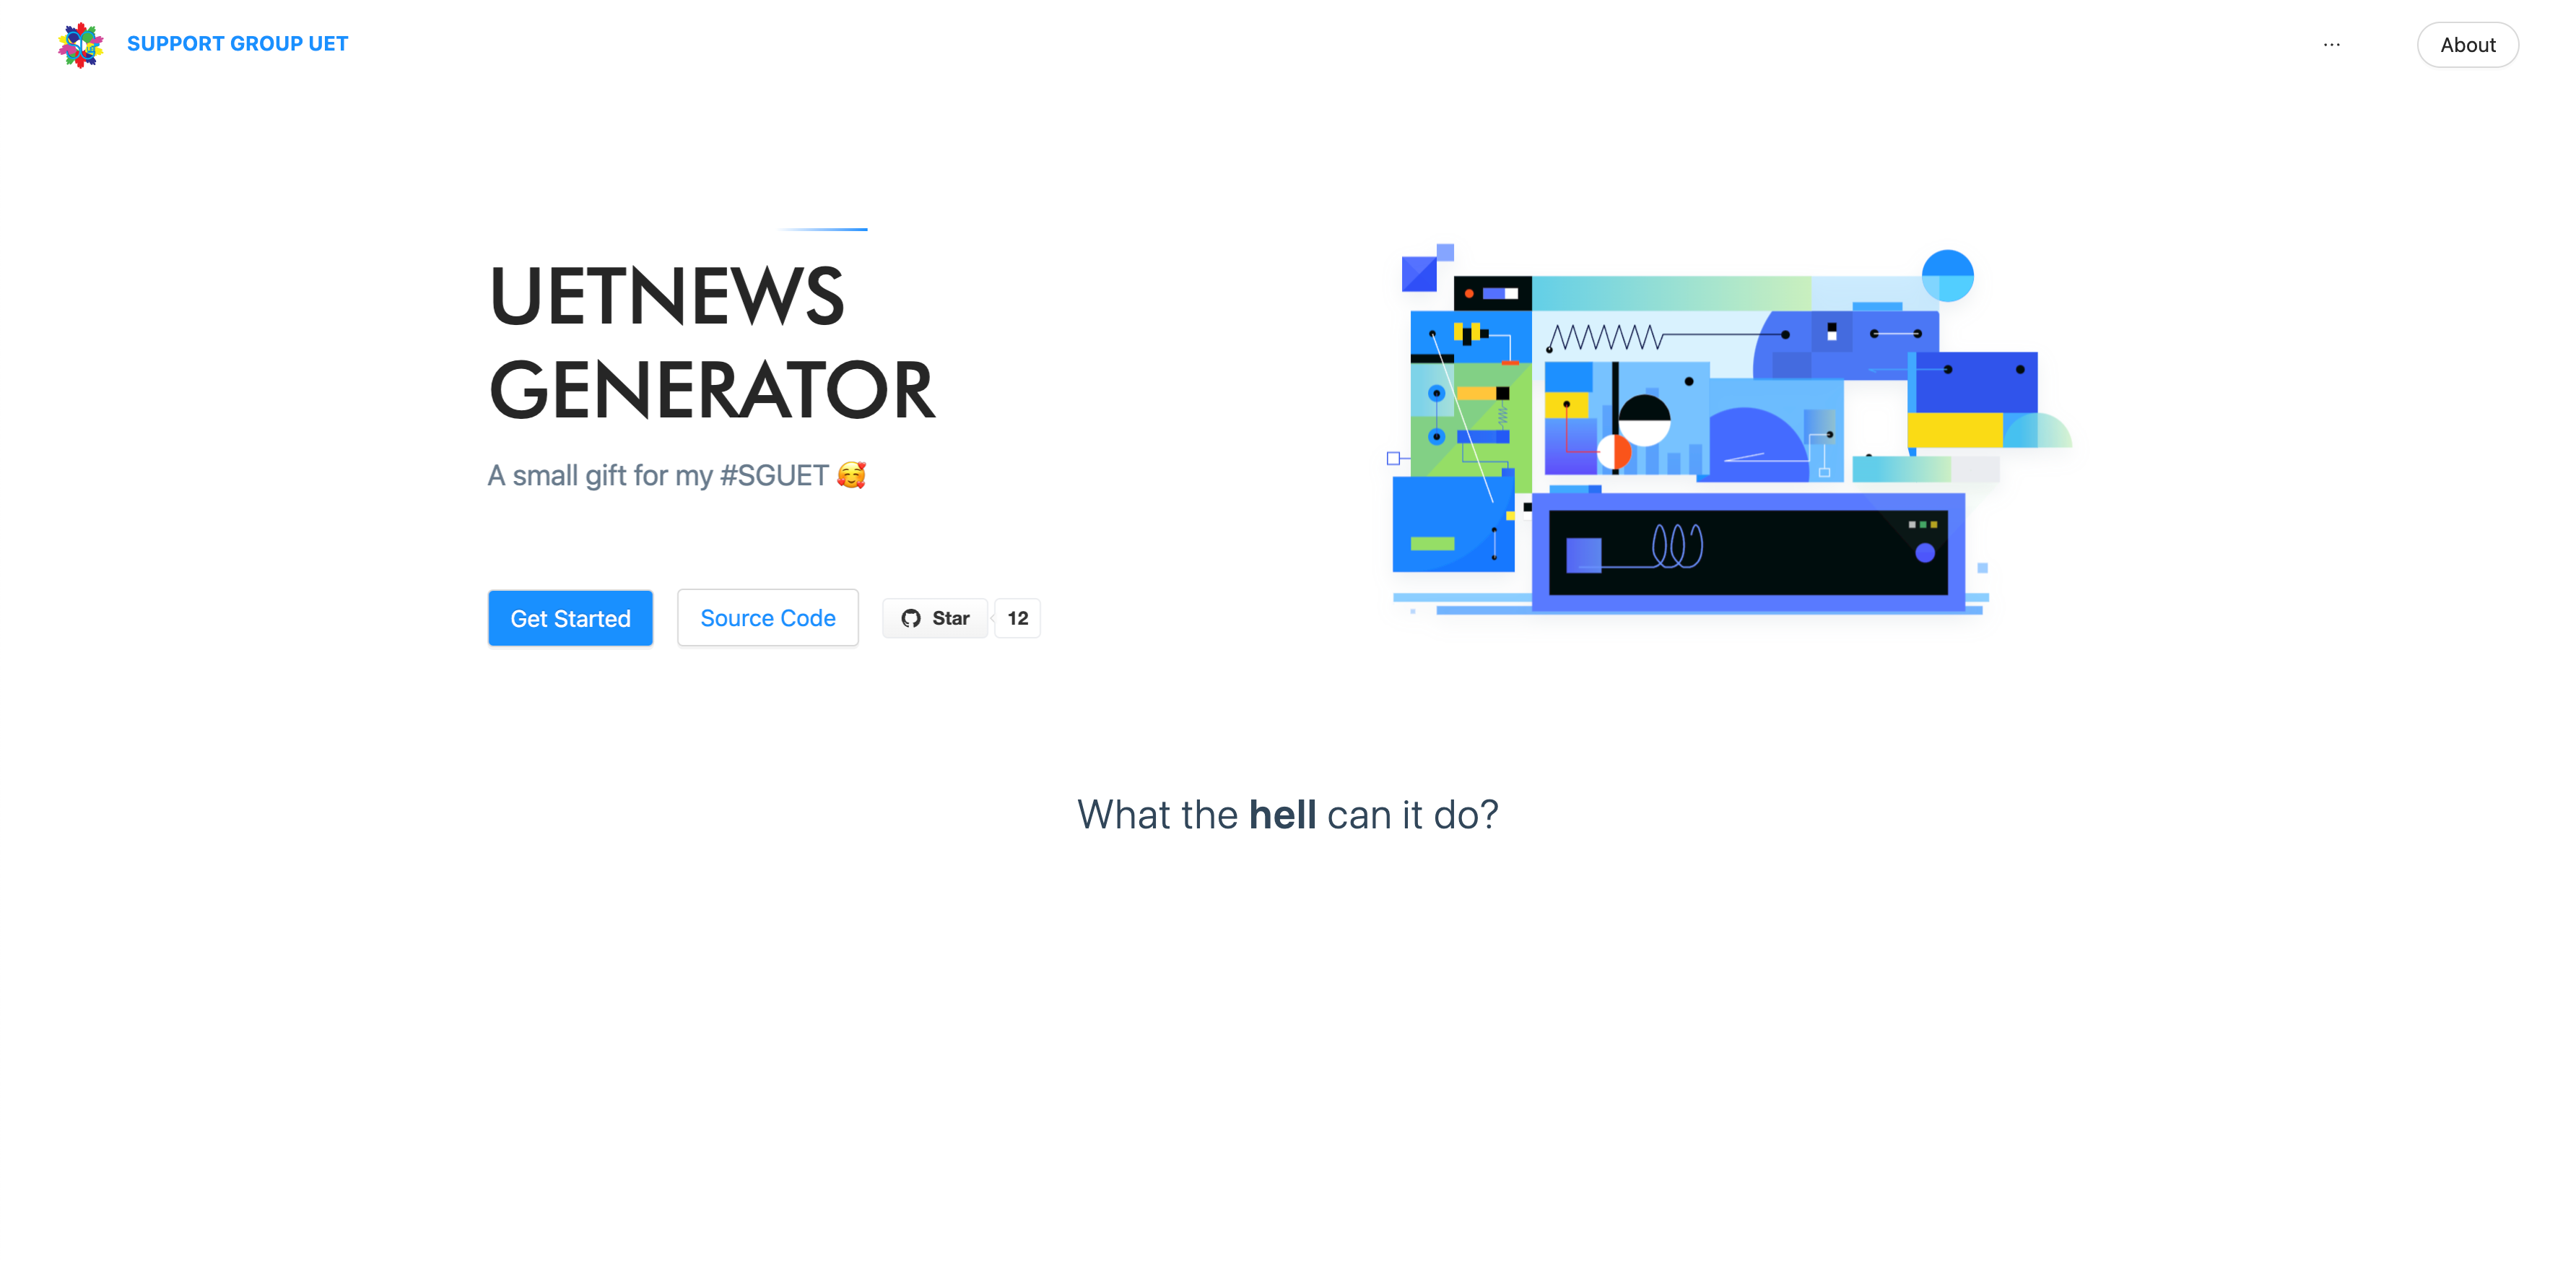 SUPPORT GROUP UET
···
About
UETNEWS
GENERATOR
A small gift for my #SGUET 🥰
Get Started
Source Code
Star
12
What the hell can it do?